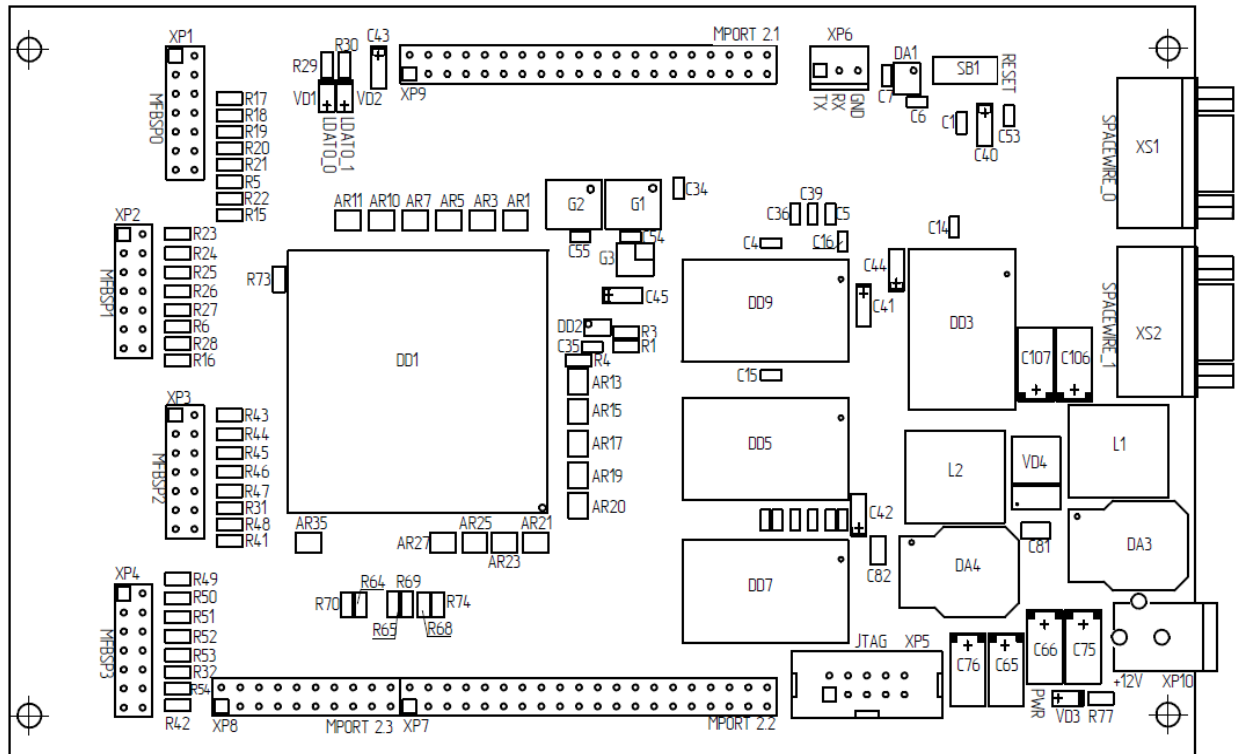 XP1
MFBSP0
R17
R18
R19
R20
R21
R5
R22
R15
R29
R30
C43
VD1
VD2
LDATO_0
LDATO_1
XP9
MPORT 2.1
XP6
TX
RX
GND
DA1
C7
C6
SB1
RESET
C1
C40
C53
XS1
SPACEWIRE_0
XP2
MFBSP1
R23
R24
R25
R26
R27
R6
R28
R16
AR11
AR10
AR7
AR5
AR3
AR1
G2
G1
C34
C55
C54
G3
C36
C39
C5
C4
C16
C14
C44
R73
DD1
C45
DD2
R3
R1
C35
R4
DD9
C41
DD3
C107
C106
XS2
SPACEWIRE_1
C15
AR13
AR15
AR17
AR19
AR20
XP3
MFBSP2
R43
R44
R45
R46
R47
R31
R48
R41
DD5
L2
VD4
L1
C42
C81
C82
DA4
DA3
AR35
AR27
AR25
AR23
AR21
DD7
XP4
MFBSP3
R49
R50
R51
R52
R53
R32
R54
R42
R70
R64
R69
R74
R65
R68
JTAG
XP5
C76
C65
C66
C75
+12V
XP10
PWR
VD3
R77
XP8
MPORT 2.3
XP7
MPORT 2.2